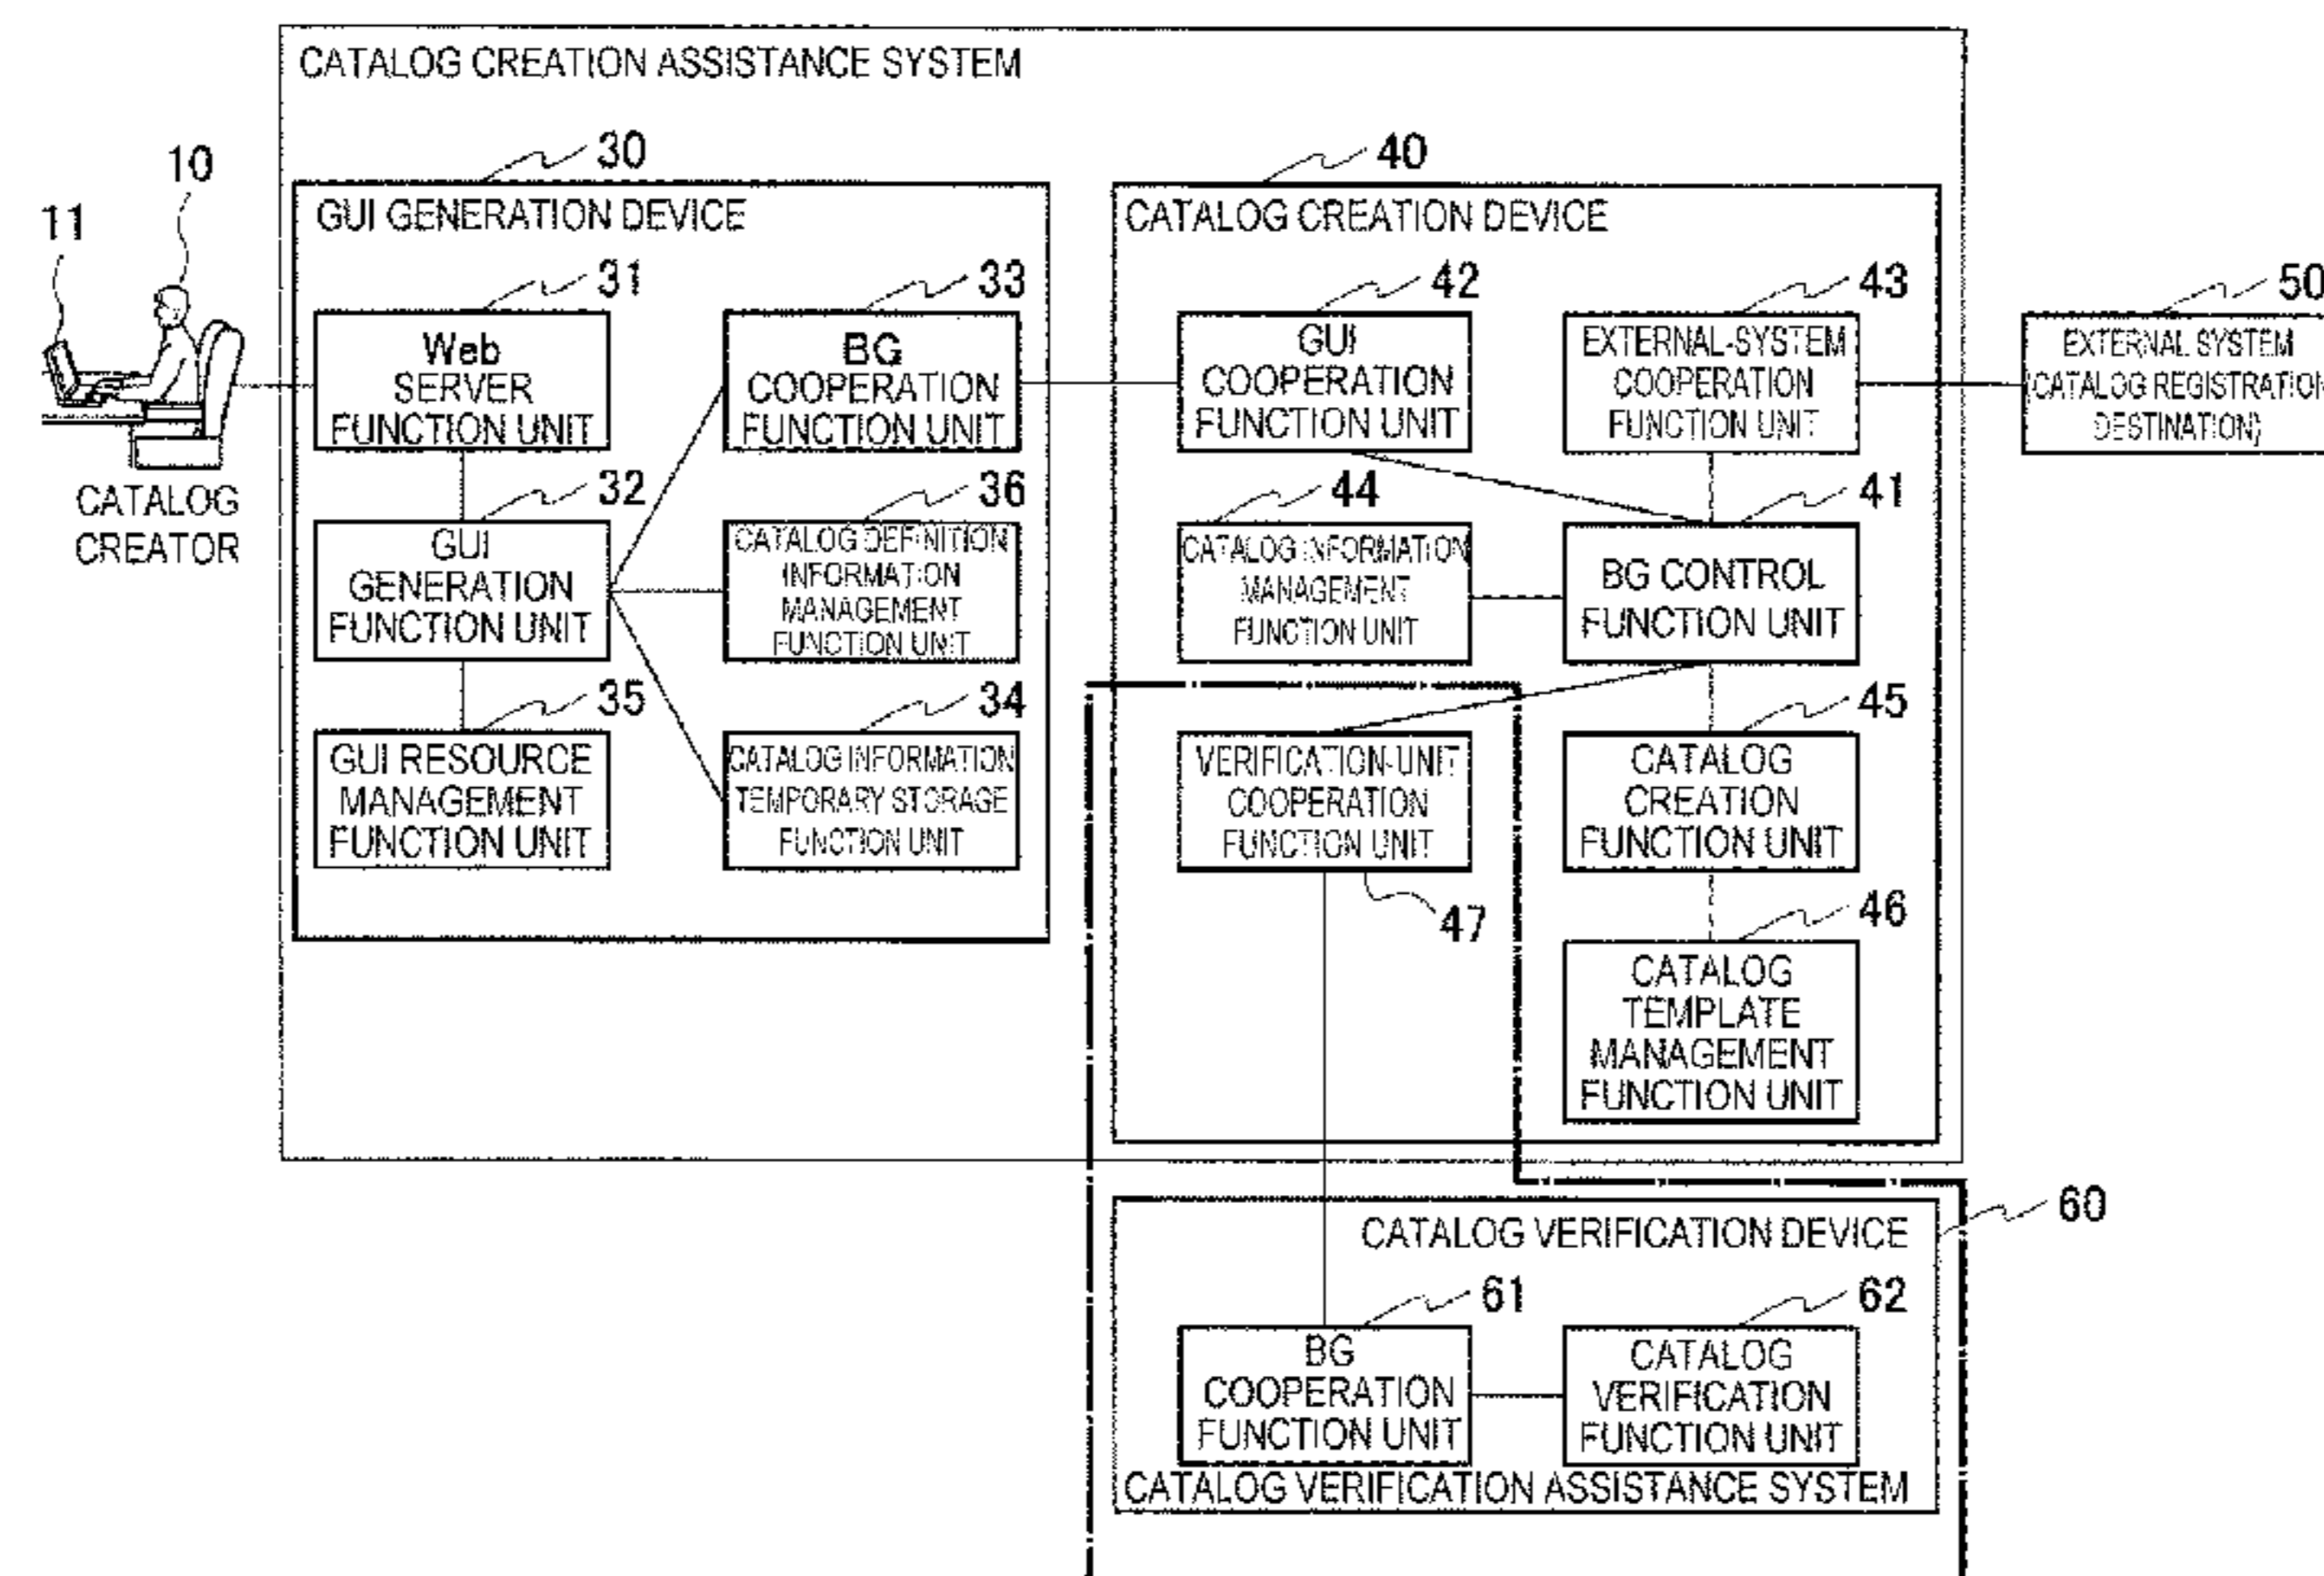 CATALOG CREATION ASSISTANCE SYSTEM
10
11
CATALOG
CREATOR
30
GUI GENERATION DEVICE
31
Web
SERVER
FUNCTION UNIT
33
BG
COOPERATION
FUNCTION UNIT
32
GUI
GENERATION
FUNCTION UNIT
36
CATALOG DEFINITION
INFORMATION
MANAGEMENT
FUNCTION UNIT
35
GUI RESOURCE
MANAGEMENT
FUNCTION UNIT
34
CATALOG INFORMATION
TEMPORARY STORAGE
FUNCTION UNIT
40
CATALOG CREATION DEVICE
42
GUI
COOPERATION
FUNCTION UNIT
43
EXTERNAL-SYSTEM
COOPERATION
FUNCTION UNIT
44
CATALOG INFORMATION
MANAGEMENT
FUNCTION UNIT
41
BG CONTROL
FUNCTION UNIT
VERIFICATION-UNIT
COOPERATION
FUNCTION UNIT
47
45
CATALOG
CREATION
FUNCTION UNIT
46
CATALOG
TEMPLATE
MANAGEMENT
FUNCTION UNIT
50
EXTERNAL SYSTEM
(CATALOG REGISTRATION
DESTINATION)
60
CATALOG VERIFICATION DEVICE
61
BG
COOPERATION
FUNCTION UNIT
62
CATALOG
VERIFICATION
FUNCTION UNIT
CATALOG VERIFICATION ASSISTANCE SYSTEM